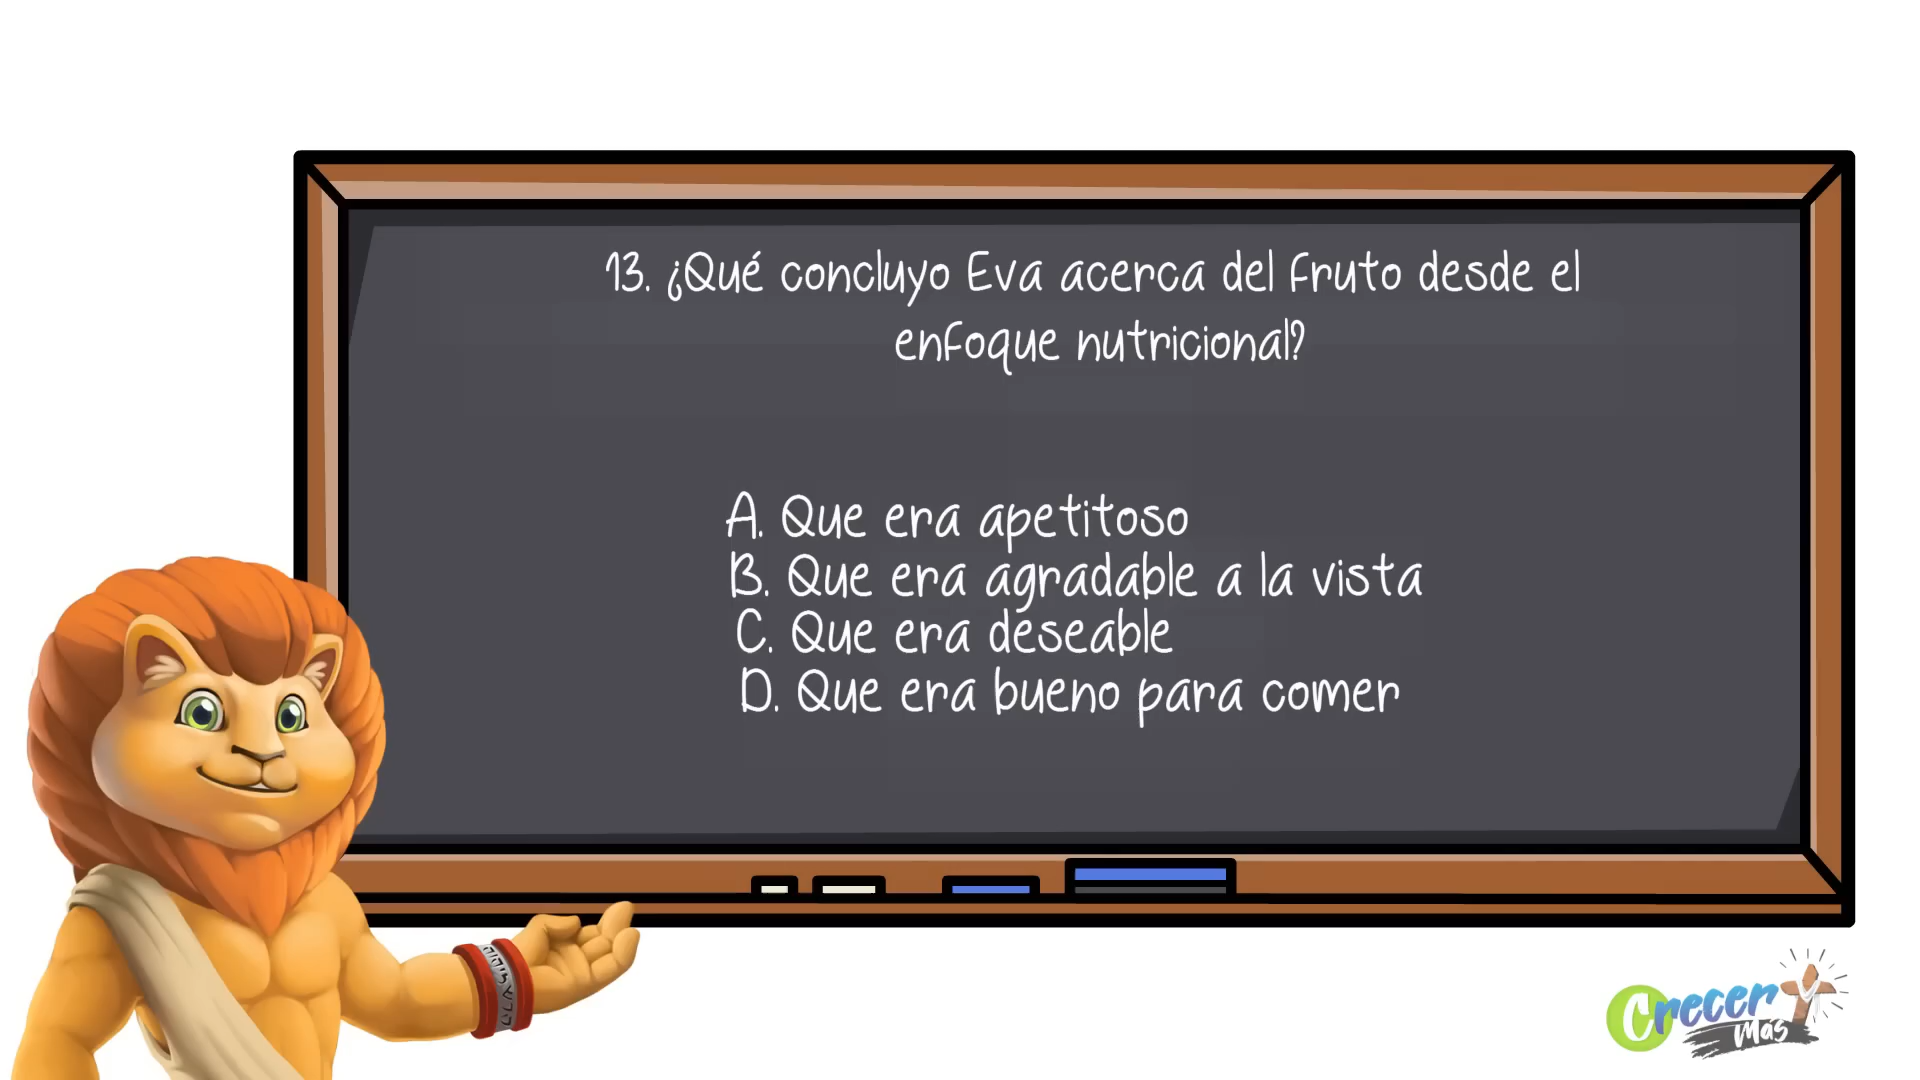 13. ¿Qué concluyo Eva acerca del fruto desde el
enfoque nutricional?
A. Que era apetitoso
B. Que era agradable a la vista
C. Que era deseable
D. Que era bueno para comer
Crecer
Más